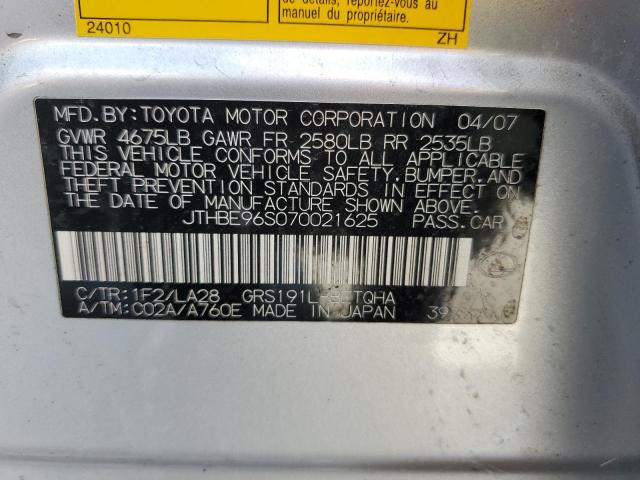 de détails, reportez-vous au
manuel du propriétaire.
24010 ZH
MFD.BY:TOYOTA MOTOR CORPORATION 04/07
GVWR 4675LB GAWR FR 2580LB RR 2535LB
THIS VEHICLE CONFORMS TO ALL APPLICABLE
FEDERAL MOTOR VEHICLE SAFETY,BUMPER,AND
THEFT PREVENTION STANDARDS IN EFFECT ON
THE DATE OF MANUFACTURE SHOWN ABOVE.
JTHBE96S070021625 PASS.CAR
C/TR:1F2/LA28 GRS191L
A/TM:C02A/A760E MADE IN JAPAN